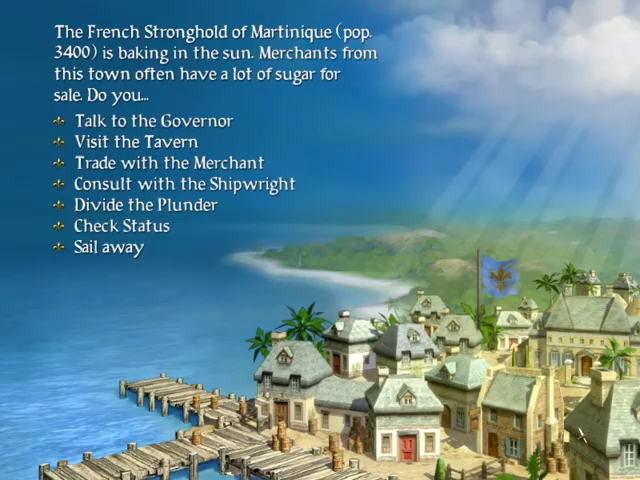 The French Stronghold of Martinique (pop.
3400) is baking in the sun. Merchants from
this town often have a lot of sugar for
sale. Do you...
Talk to the Governor
Visit the Tavern
Trade with the Merchant
Consult with the Shipwright
Divide the Plunder
Check Status
Sail away